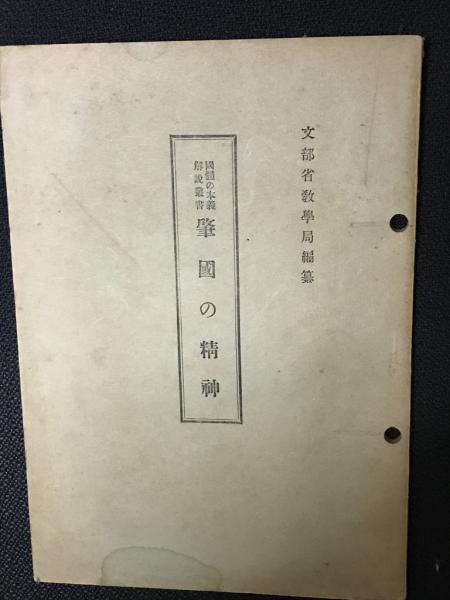 文部省敎學局編纂
國體の本義
解說叢書
肇國の精神